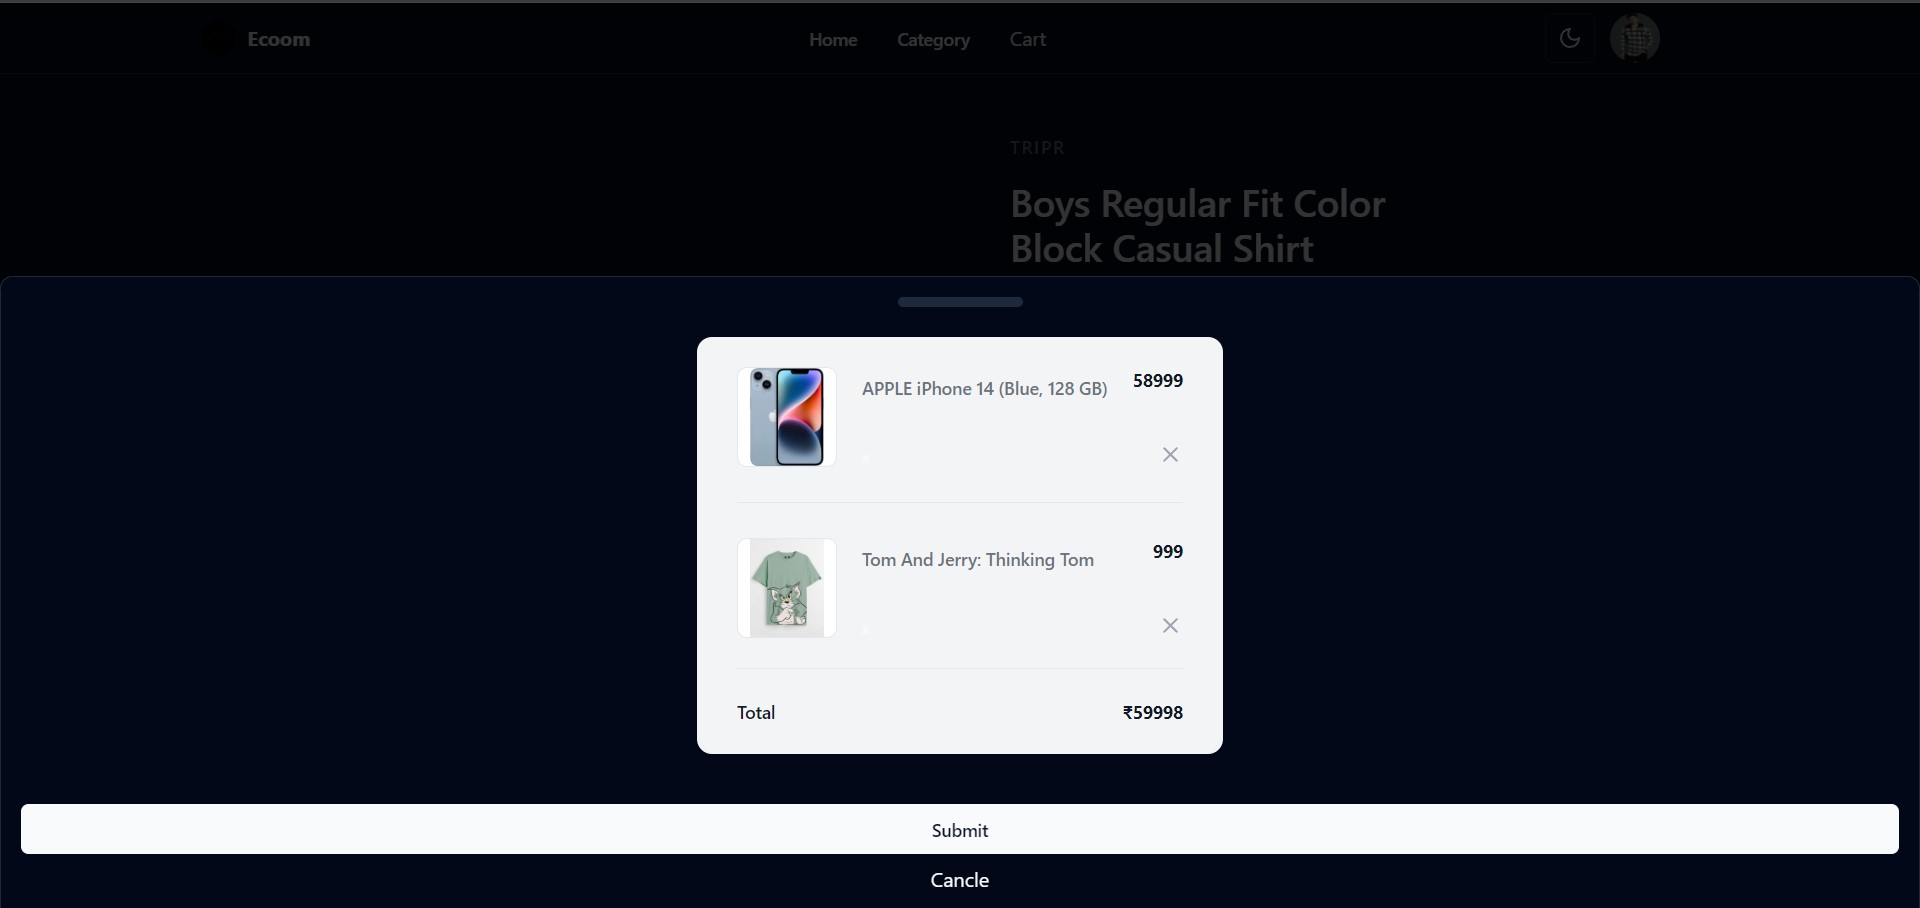 Ecoom
Home Category Cart
TRIPR
Boys Regular Fit Color
Block Casual Shirt
APPLE iPhone 14 (Blue, 128 GB) 58999
Tom And Jerry: Thinking Tom 999
Total ₹59998
Submit
Cancle